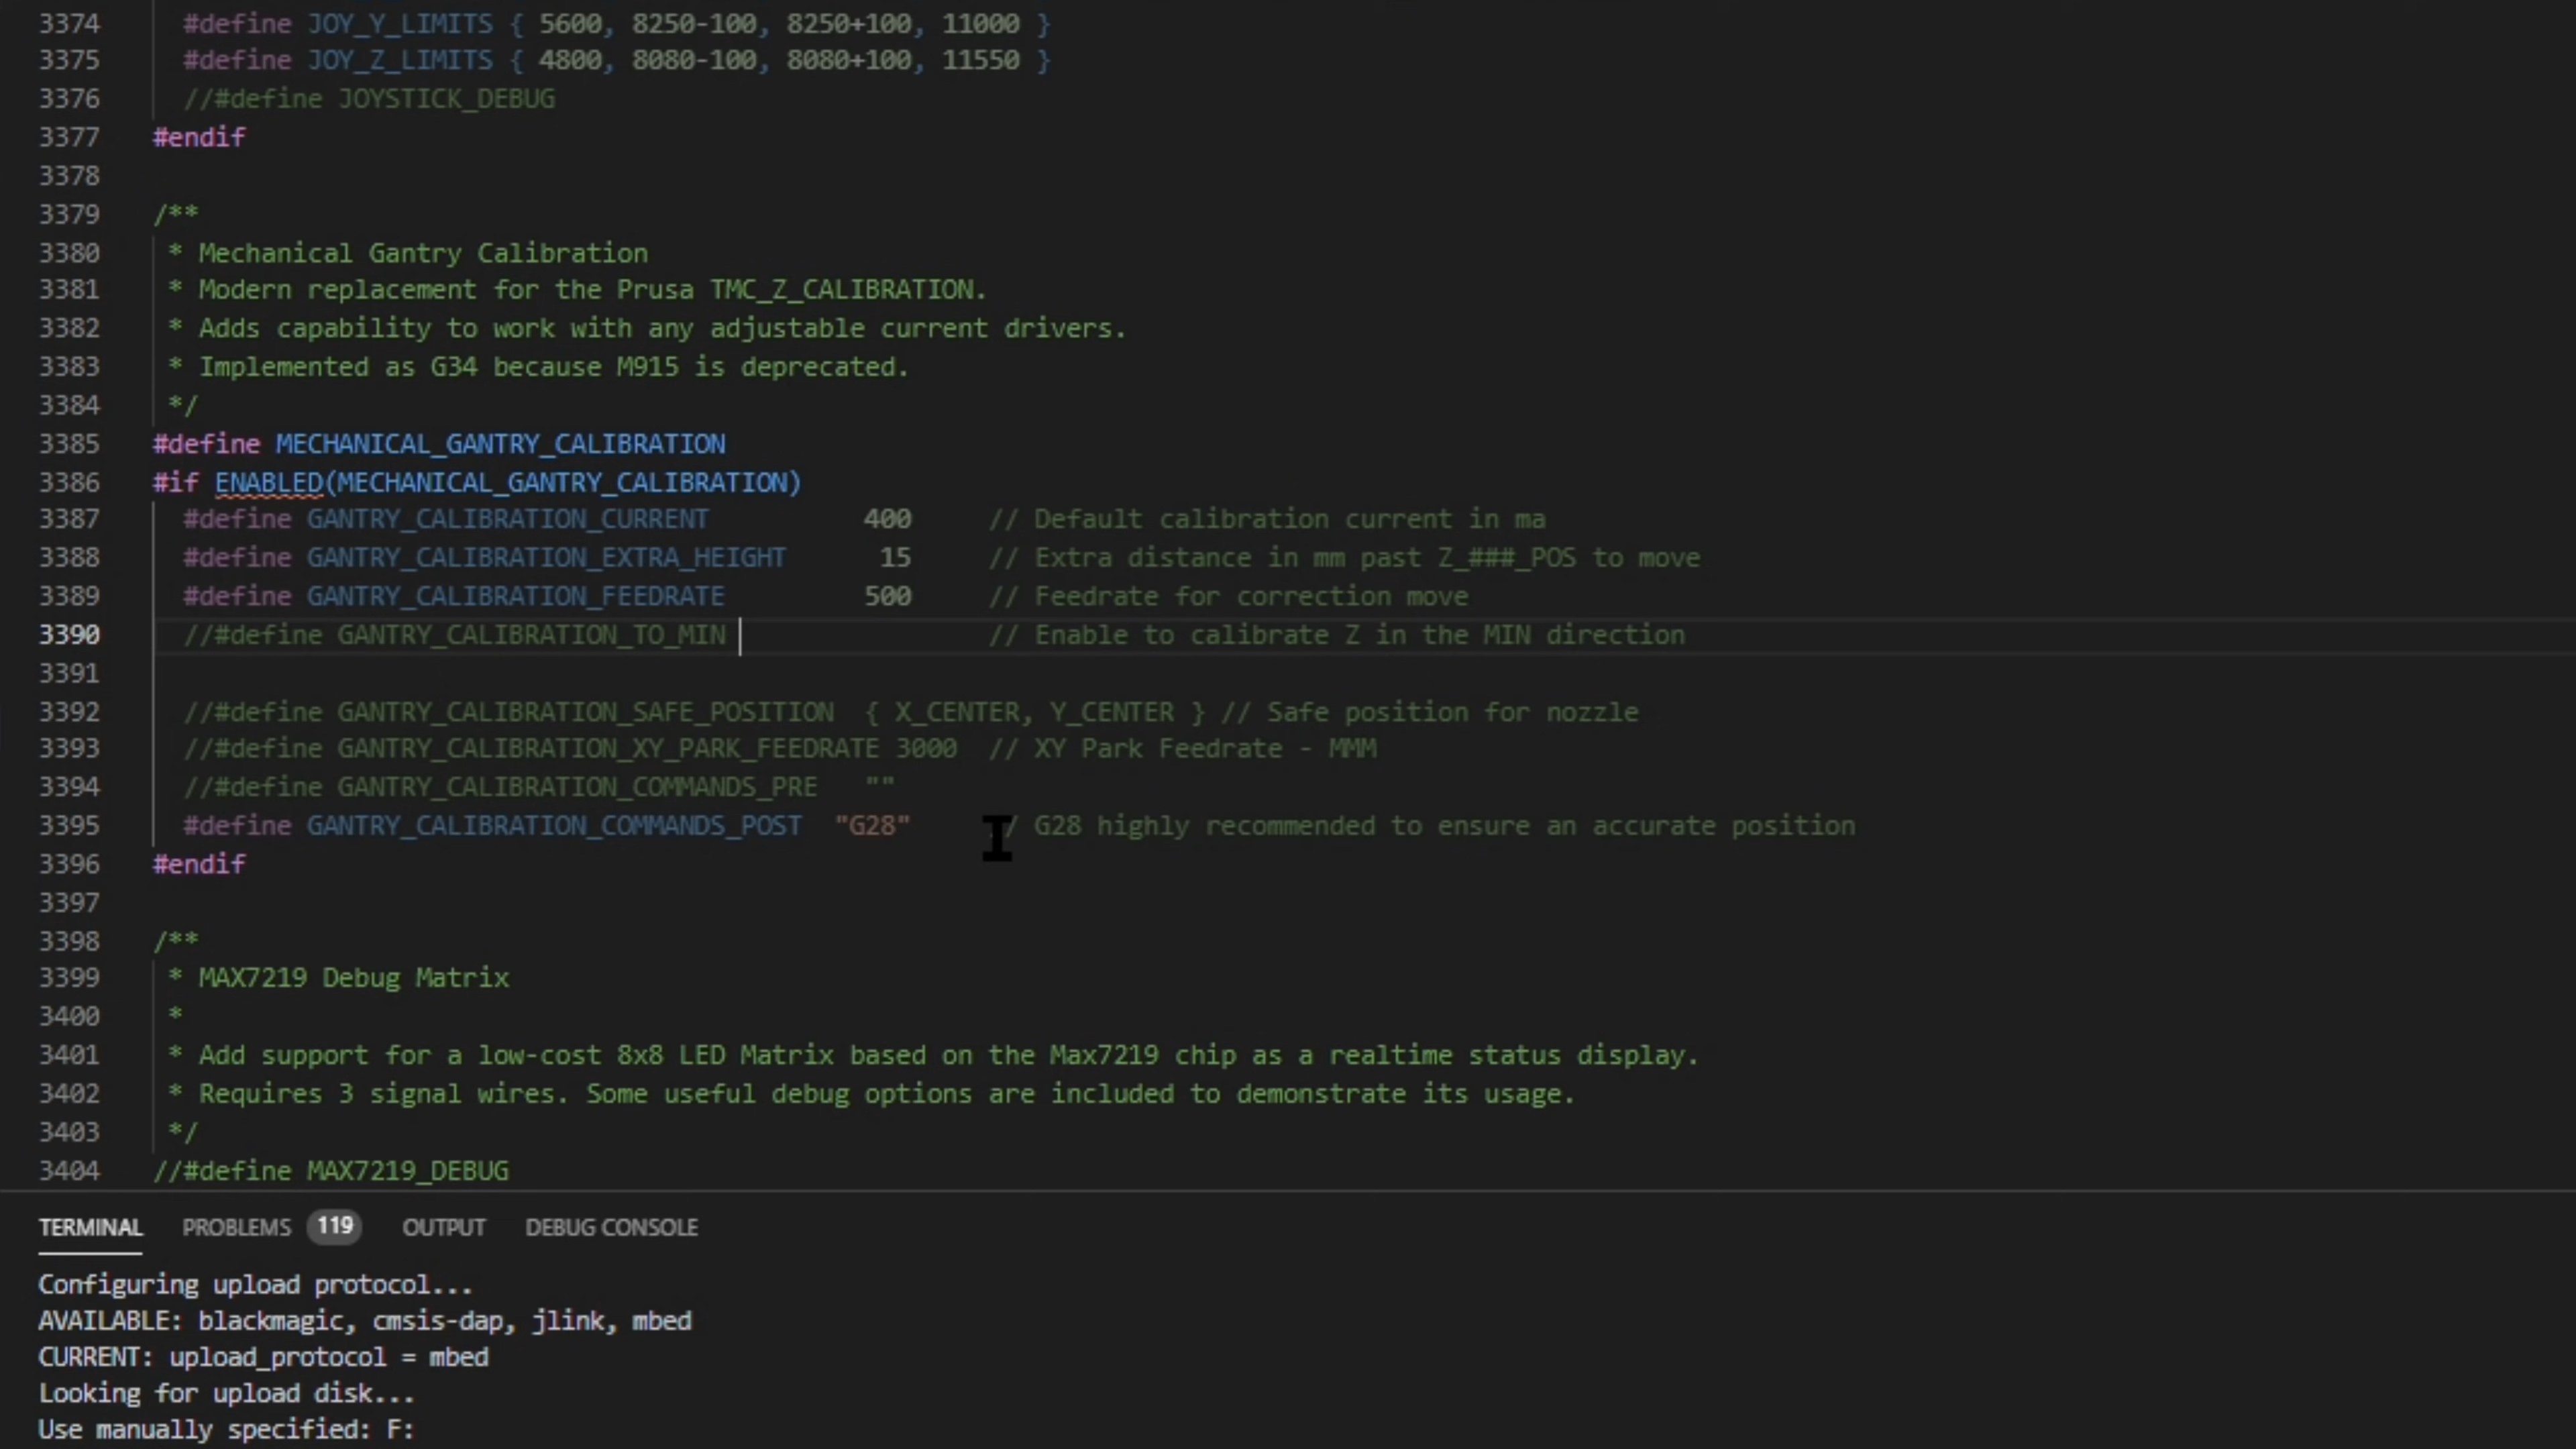 3374 #define JOY_Y_LIMITS { 5600, 8250-100, 8250+100, 11000 }
3375 #define JOY_Z_LIMITS { 4800, 8080-100, 8080+100, 11550 }
3376 //#define JOYSTICK_DEBUG
3377 #endif
3378
3379 /**
3380 * Mechanical Gantry Calibration
3381 * Modern replacement for the Prusa TMC_Z_CALIBRATION.
3382 * Adds capability to work with any adjustable current drivers.
3383 * Implemented as G34 because M915 is deprecated.
3384 */
3385 #define MECHANICAL_GANTRY_CALIBRATION
3386 #if ENABLED(MECHANICAL_GANTRY_CALIBRATION)
3387 #define GANTRY_CALIBRATION_CURRENT 400 // Default calibration current in ma
3388 #define GANTRY_CALIBRATION_EXTRA_HEIGHT 15 // Extra distance in mm past Z_###_POS to move
3389 #define GANTRY_CALIBRATION_FEEDRATE 500 // Feedrate for correction move
3390 //#define GANTRY_CALIBRATION_TO_MIN // Enable to calibrate Z in the MIN direction
3391
3392 //#define GANTRY_CALIBRATION_SAFE_POSITION { X_CENTER, Y_CENTER } // Safe position for nozzle
3393 //#define GANTRY_CALIBRATION_XY_PARK_FEEDRATE 3000 // XY Park Feedrate - MMM
3394 //#define GANTRY_CALIBRATION_COMMANDS_PRE ""
3395 #define GANTRY_CALIBRATION_COMMANDS_POST "G28" // G28 highly recommended to ensure an accurate position
3396 #endif
3397
3398 /**
3399 * MAX7219 Debug Matrix
3400 *
3401 * Add support for a low-cost 8x8 LED Matrix based on the Max7219 chip as a realtime status display.
3402 * Requires 3 signal wires. Some useful debug options are included to demonstrate its usage.
3403 */
3404 //#define MAX7219_DEBUG
TERMINAL PROBLEMS 119 OUTPUT DEBUG CONSOLE
Configuring upload protocol...
AVAILABLE: blackmagic, cmsis-dap, jlink, mbed
CURRENT: upload_protocol = mbed
Looking for upload disk...
Use manually specified: F: